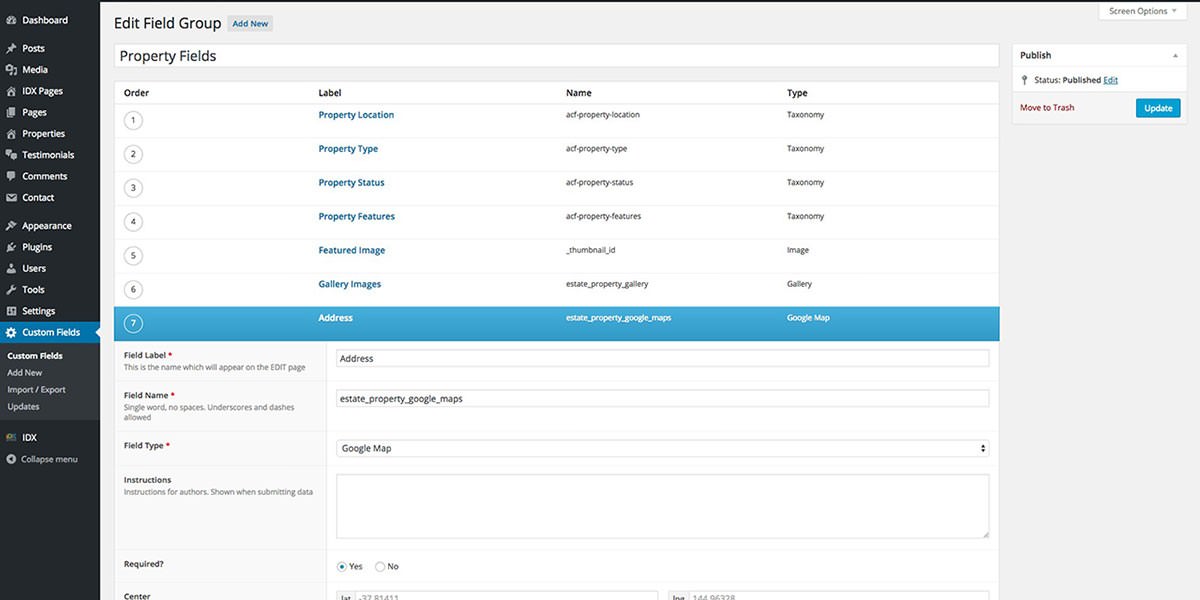 Dashboard
Posts
Media
IDX Pages
Pages
Properties
Testimonials
Comments
Contact
Appearance
Plugins
Users
Tools
Settings
Custom Fields
Custom Fields
Add New
Import / Export
Updates
IDX
Collapse menu
Screen Options
Edit Field Group Add New
Property Fields
Order Label Name Type
1 Property Location acf-property-location Taxonomy
2 Property Type acf-property-type Taxonomy
3 Property Status acf-property-status Taxonomy
4 Property Features acf-property-features Taxonomy
5 Featured Image _thumbnail_id Image
6 Gallery Images estate_property_gallery Gallery
7 Address estate_property_google_maps Google Map
Field Label * Address
This is the name which will appear on the EDIT page
Field Name * estate_property_google_maps
Single word, no spaces. Underscores and dashes
allowed
Field Type * Google Map
Instructions
Instructions for authors. Shown when submitting data
Required? Yes No
Center lat -37.81411 lng 144.96328
Publish
Status: Published Edit
Move to Trash Update